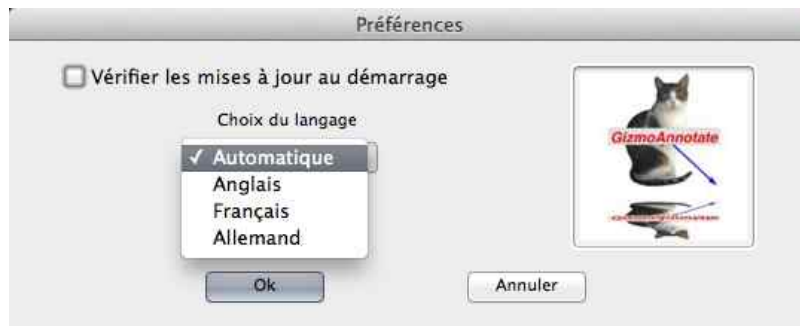 Préférences
Vérifier les mises à jour au démarrage
Choix du langage
✓ Automatique
Anglais
Français
Allemand
GizmoAnnotate
Ok
Annuler